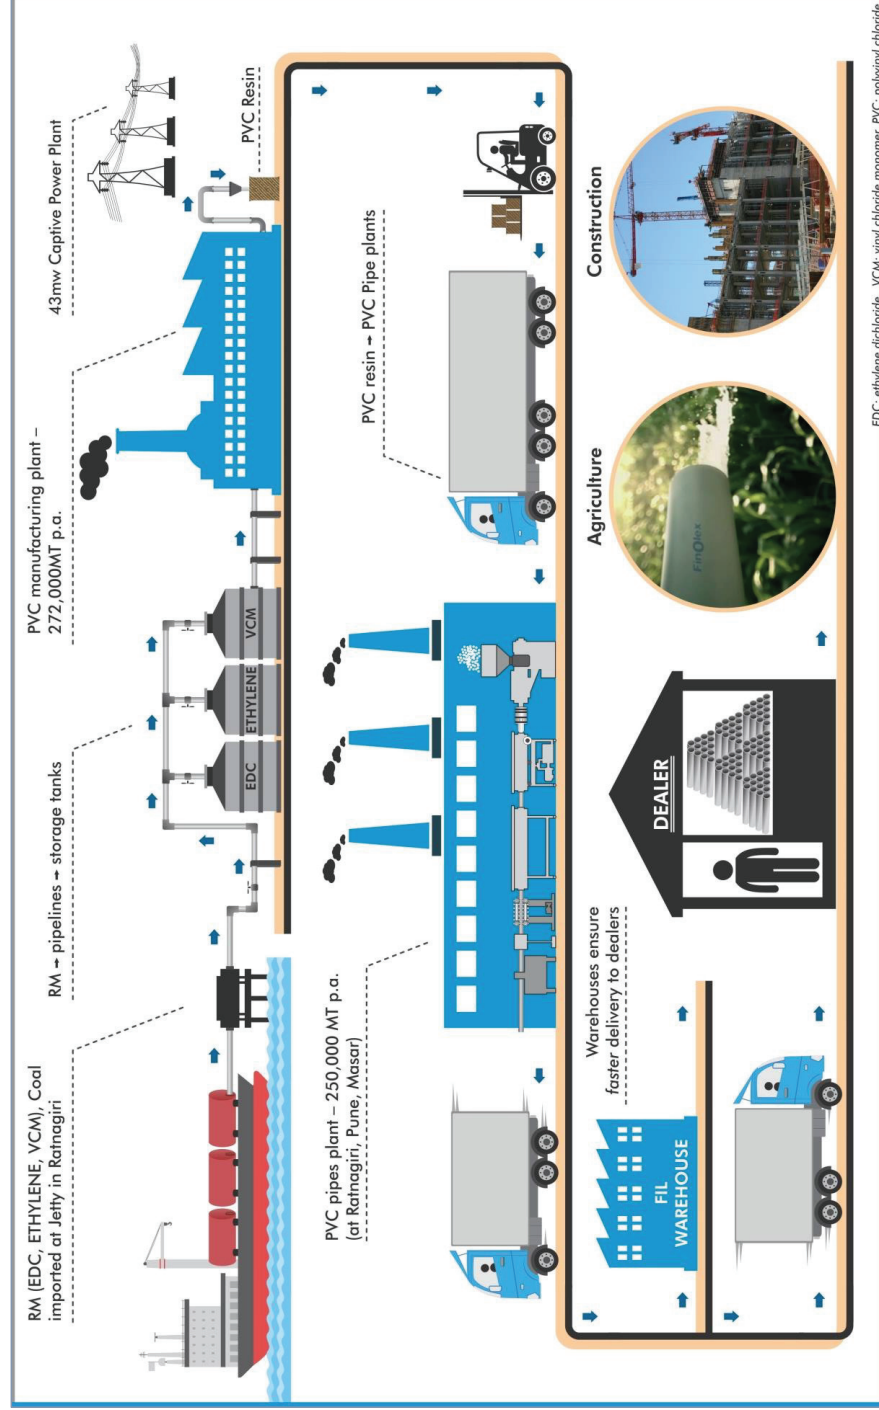 RM (EDC, ETHYLENE, VCM), Coal
imported at Jetty in Ratnagiri
RM → pipelines → storage tanks
PVC manufacturing plant –
272,000MT p.a.
43mw Captive Power Plant
EDC
ETHYLENE
VCM
PVC Resin
PVC pipes plant – 250,000 MT p.a.
(at Ratnagiri, Pune, Masar)
PVC resin → PVC Pipe plants
Warehouses ensure
faster delivery to dealers
FIL
WAREHOUSE
DEALER
Agriculture
Construction
FinOlex
EDC: ethylene dichloride, VCM: vinyl chloride monomer, PVC: polyvinyl chloride